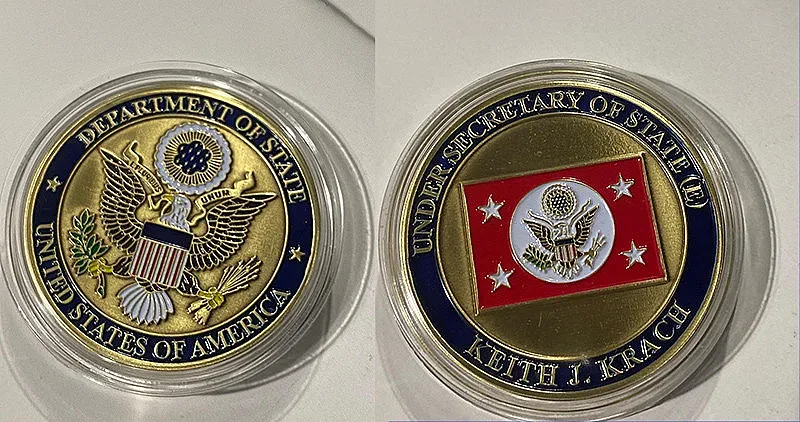 DEPARTMENT OF STATE
UNITED STATES OF AMERICA
UNDER SECRETARY OF STATE (E)
KEITH J. KRACH